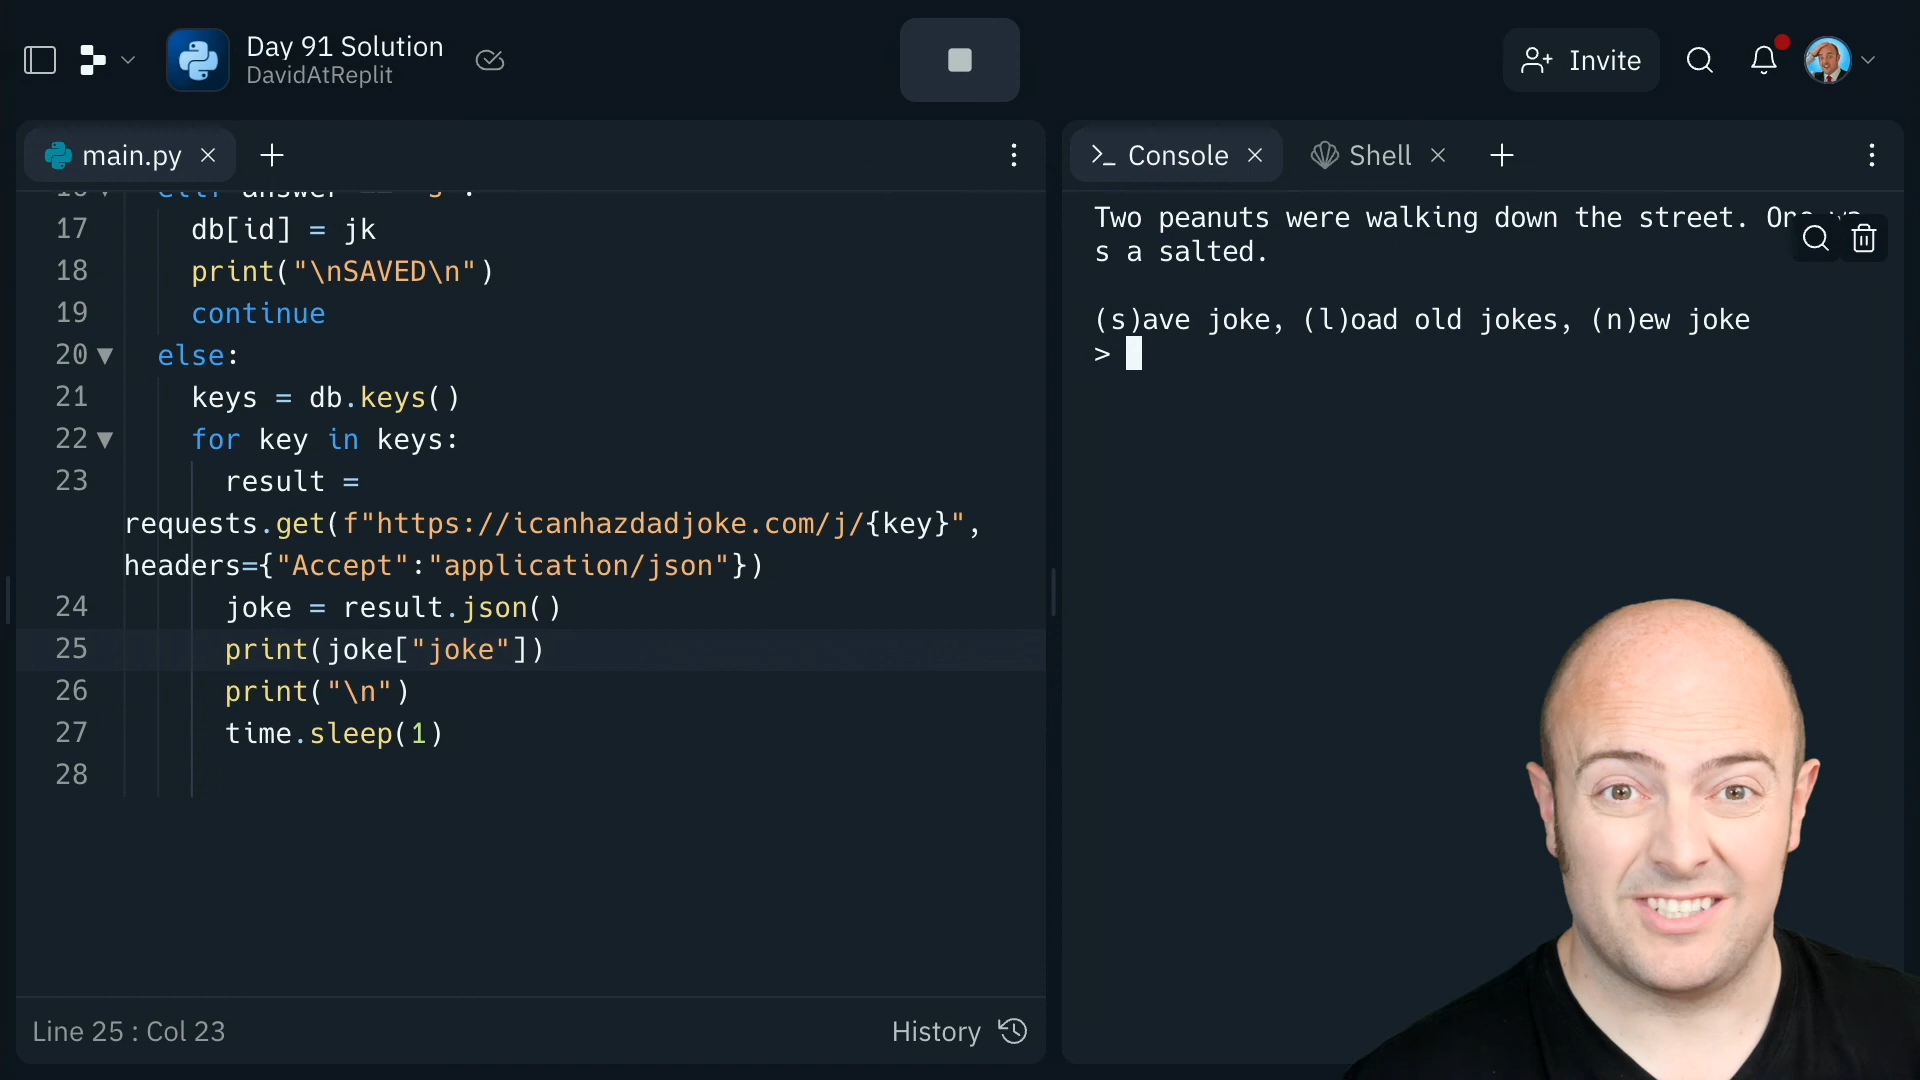 Day 91 Solution
DavidAtReplit
Invite
main.py
17 db[id] = jk
18 print("\nSAVED\n")
19 continue
20 else:
21 keys = db.keys()
22 for key in keys:
23 result =
requests.get(f"https://icanhazdadjoke.com/j/{key}",
headers={"Accept":"application/json"})
24 joke = result.json()
25 print(joke["joke"])
26 print("\n")
27 time.sleep(1)
28
Line 25 : Col 23
History
Console
Shell
Two peanuts were walking down the street. One wa
s a salted.
(s)ave joke, (l)oad old jokes, (n)ew joke
>